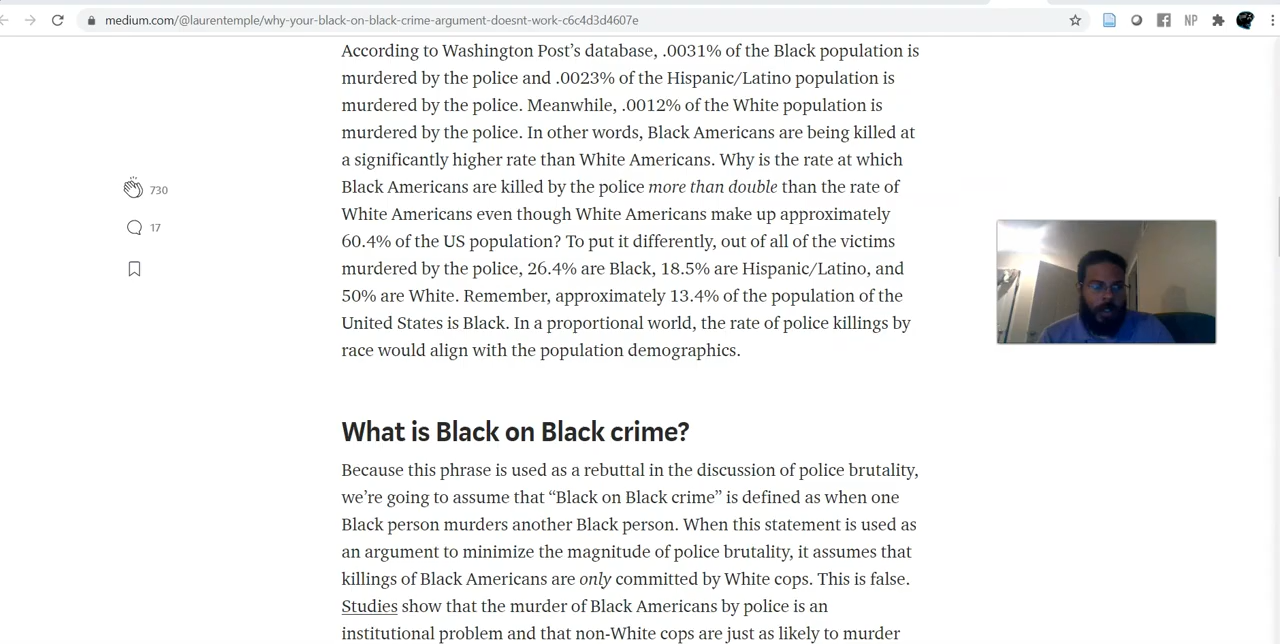 medium.com/@laurentemple/why-your-black-on-black-crime-argument-doesnt-work-c6c4d3d4607e
NP
According to Washington Post's database, .0031% of the Black population is
murdered by the police and .0023% of the Hispanic/Latino population is
murdered by the police. Meanwhile, .0012% of the White population is
murdered by the police. In other words, Black Americans are being killed at
a significantly higher rate than White Americans. Why is the rate at which
Black Americans are killed by the police more than double than the rate of
White Americans even though White Americans make up approximately
60.4% of the US population? To put it differently, out of all of the victims
murdered by the police, 26.4% are Black, 18.5% are Hispanic/Latino, and
50% are White. Remember, approximately 13.4% of the population of the
United States is Black. In a proportional world, the rate of police killings by
race would align with the population demographics.
730
17
What is Black on Black crime?
Because this phrase is used as a rebuttal in the discussion of police brutality,
we're going to assume that “Black on Black crime” is defined as when one
Black person murders another Black person. When this statement is used as
an argument to minimize the magnitude of police brutality, it assumes that
killings of Black Americans are only committed by White cops. This is false.
Studies show that the murder of Black Americans by police is an
institutional problem and that non-White cops are just as likely to murder